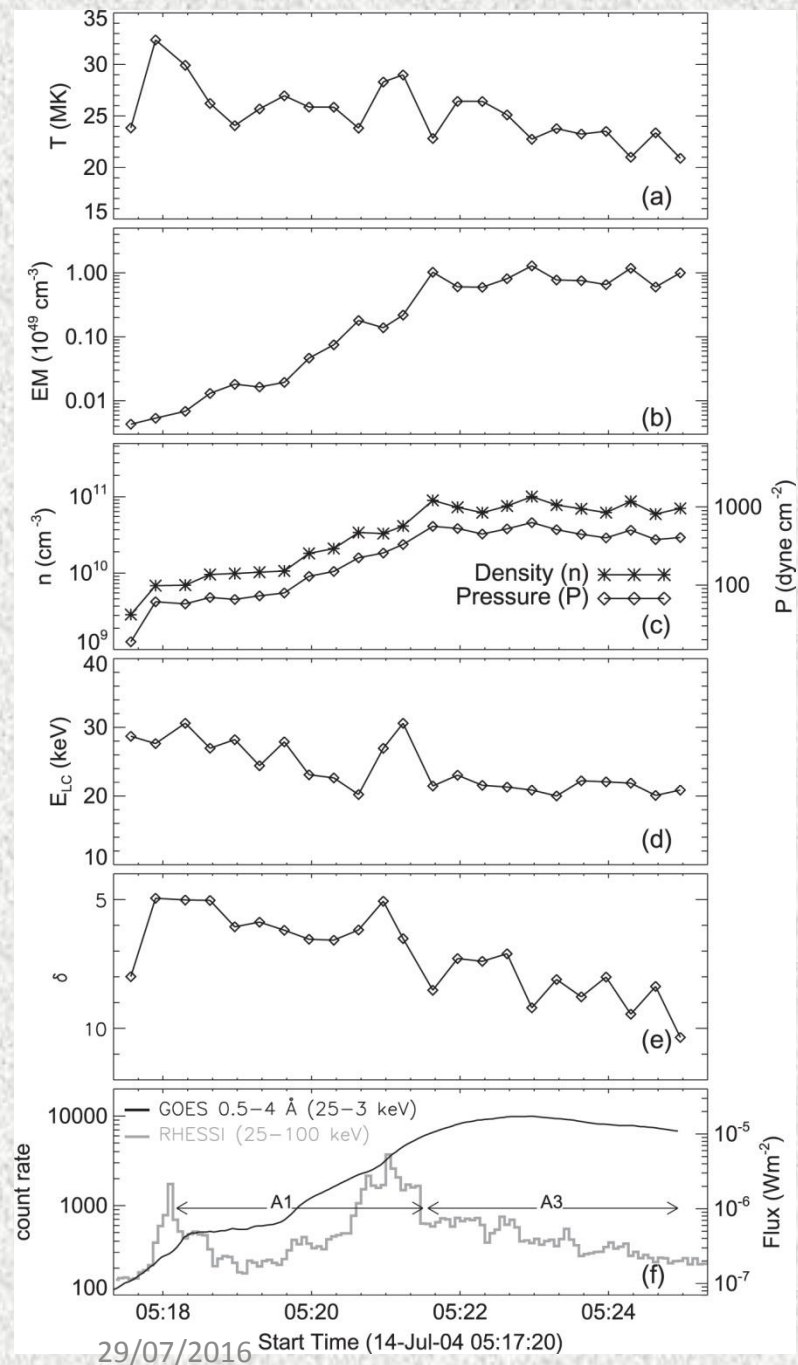 35
30
25
20
15
T (MK)
(a)
1.00
0.10
0.01
EM (10⁴⁹ cm⁻³)
(b)
10¹¹
10¹⁰
10⁹
n (cm⁻³)
1000
100
P (dyne cm⁻²)
Density (n)
Pressure (P)
(c)
40
30
20
10
E_LC (keV)
(d)
5
10
δ
(e)
10000
1000
100
count rate
GOES 0.5–4 Å (25–3 keV)
RHESSI (25–100 keV)
A1
A3
10⁻⁵
10⁻⁶
10⁻⁷
Flux (Wm⁻²)
(f)
05:18 05:20 05:22 05:24
Start Time (14-Jul-04 05:17:20)
29/07/2016